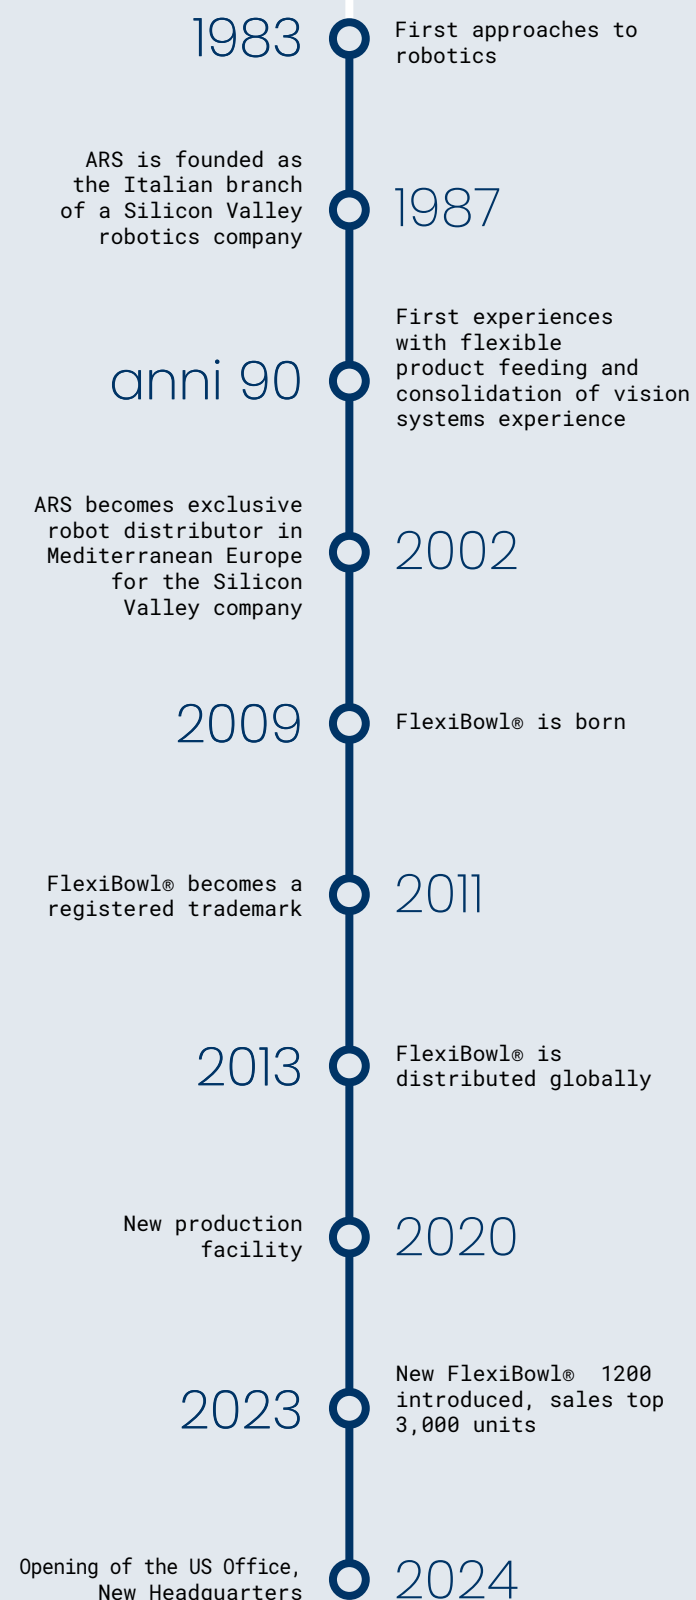 1983
First approaches to
robotics
ARS is founded as
the Italian branch
of a Silicon Valley
robotics company
1987
anni 90
First experiences
with flexible
product feeding and
consolidation of vision
systems experience
ARS becomes exclusive
robot distributor in
Mediterranean Europe
for the Silicon
Valley company
2002
2009
FlexiBowl® is born
FlexiBowl® becomes a
registered trademark
2011
2013
FlexiBowl® is
distributed globally
New production
facility
2020
2023
New FlexiBowl® 1200
introduced, sales top
3,000 units
Opening of the US Office,
New Headquarters
2024